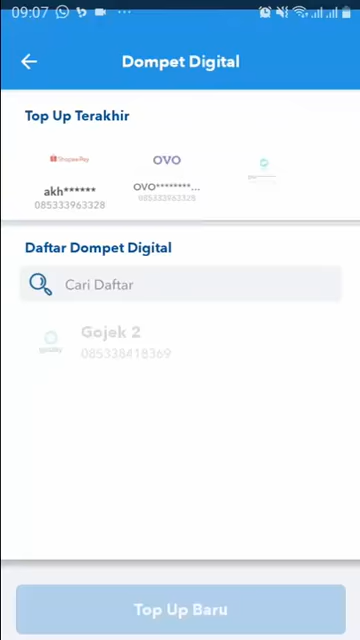 09:07
Dompet Digital
Top Up Terakhir
ShopeePay
OVO
akh******
OVO********...
085333963328
085333963328
Daftar Dompet Digital
Cari Daftar
Gojek 2
085338418369
Top Up Baru